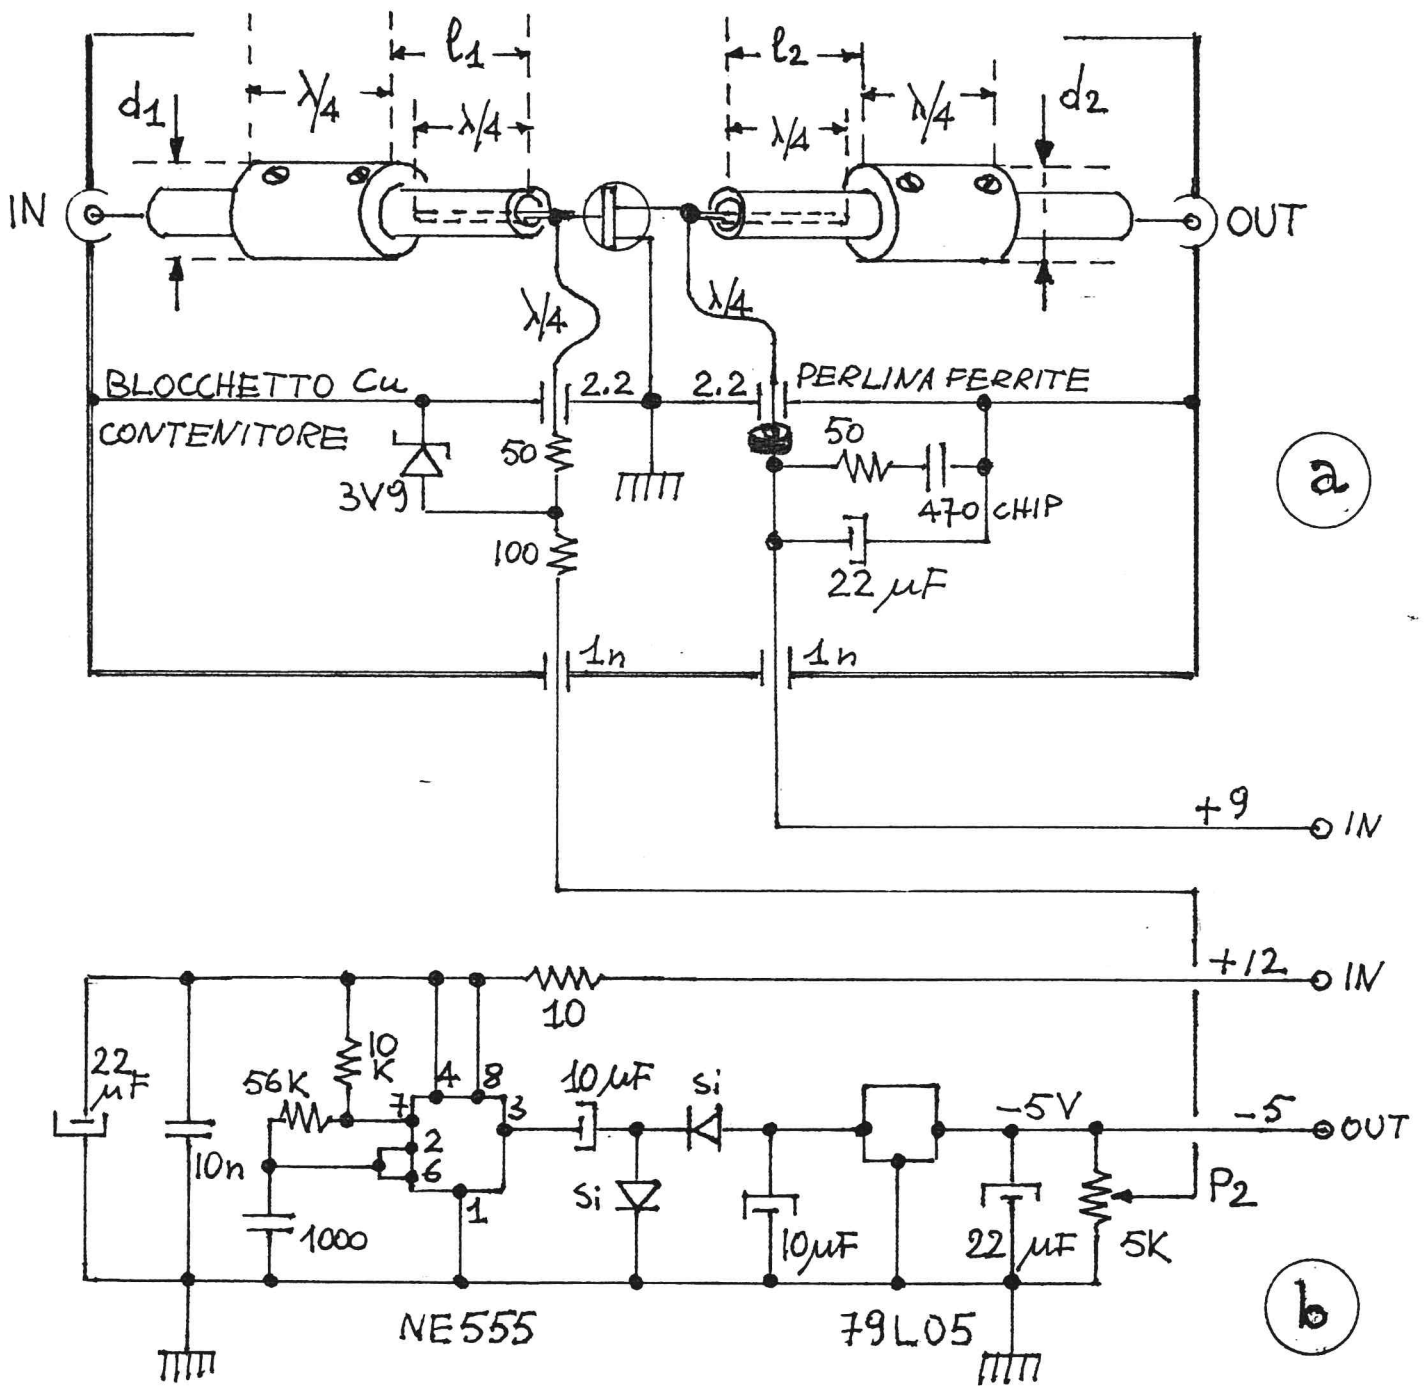 l1
l2
λ/4
λ/4
d1
λ/4
λ/4
d2
IN
OUT
λ/4
λ/4
BLOCCHETTO Cu
2.2
2.2
PERLINA FERRITE
CONTENITORE
50
50
3V9
470 CHIP
100
22 µF
a
1n
1n
+9
IN
+12
IN
10
22 µF
10 K
56K
4
8
10µF
Si
7
3
-5V
-5
OUT
2
10n
6
Si
P2
1
1000
10µF
22 µF
5K
NE555
79L05
b